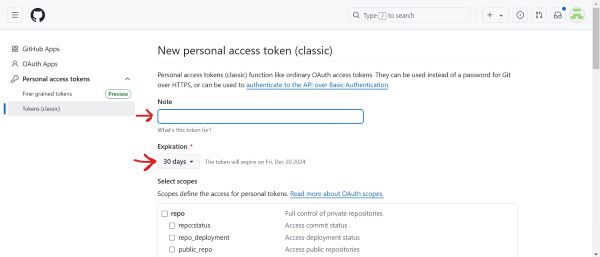 Type / to search
GitHub Apps
OAuth Apps
Personal access tokens
Fine-grained tokens Preview
Tokens (classic)
New personal access token (classic)
Personal access tokens (classic) function like ordinary OAuth access tokens. They can be used instead of a password for Git
over HTTPS, or can be used to authenticate to the API over Basic Authentication.
Note
What's this token for?
Expiration *
30 days The token will expire on Fri, Dec 20 2024
Select scopes
Scopes define the access for personal tokens. Read more about OAuth scopes.
repo Full control of private repositories
repo:status Access commit status
repo_deployment Access deployment status
public_repo Access public repositories